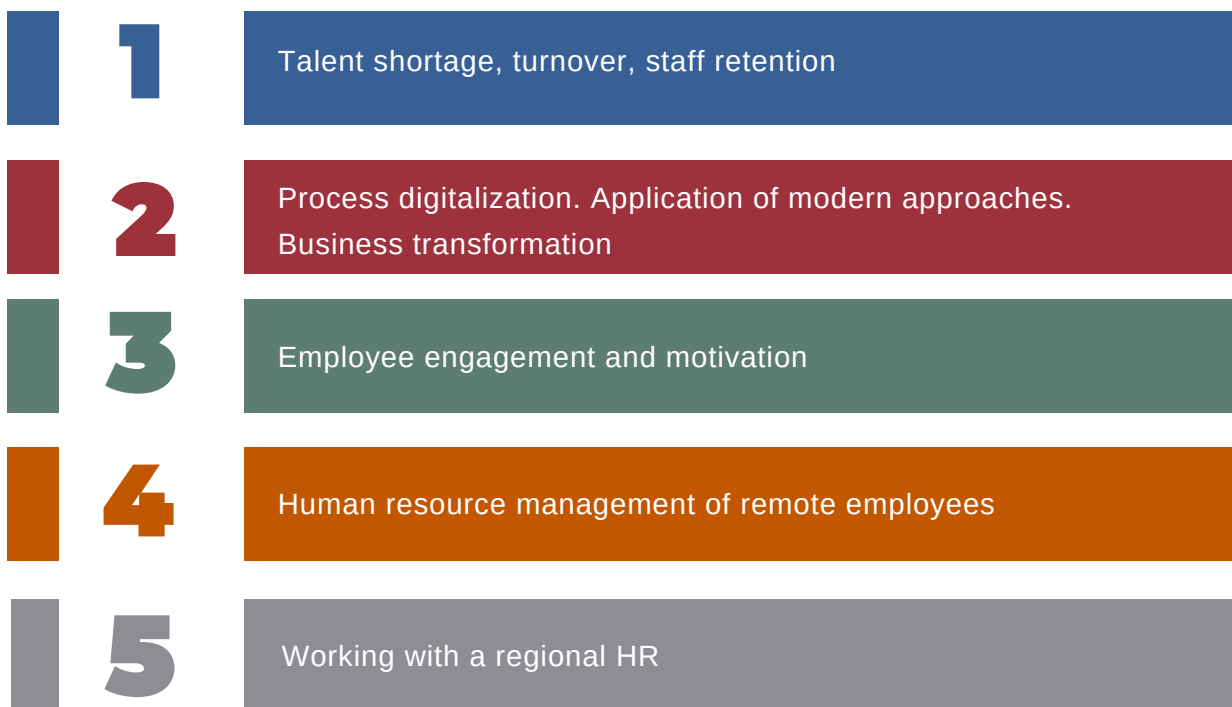 1
Talent shortage, turnover, staff retention
2
Process digitalization. Application of modern approaches.
Business transformation
3
Employee engagement and motivation
4
Human resource management of remote employees
5
Working with a regional HR